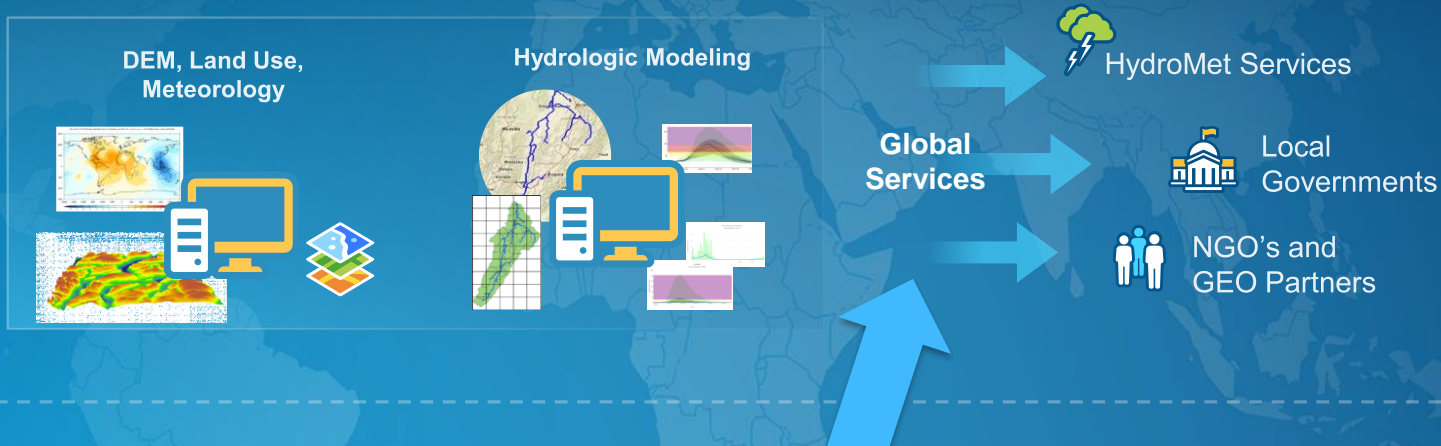 DEM, Land Use,
Meteorology
Hydrologic Modeling
Global
Services
HydroMet Services
Local
Governments
NGO's and
GEO Partners